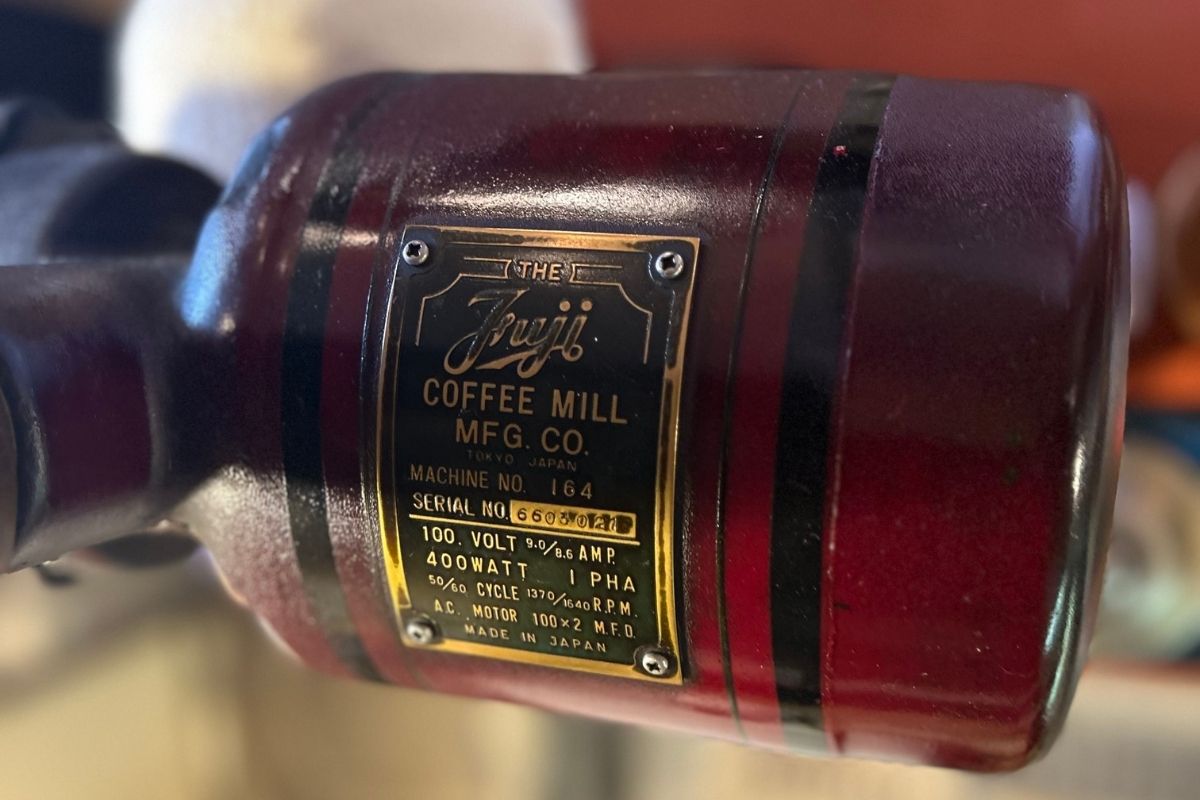 THE
Fuji
COFFEE MILL
MFG. CO.
TOKYO JAPAN
MACHINE NO. 164
SERIAL NO.
100. VOLT 9.0/8.6 AMP.
400WATT 1 PHA
50/60 CYCLE 1370/1640 R.P.M.
A.C. MOTOR 100×2 M.F.D.
MADE IN JAPAN